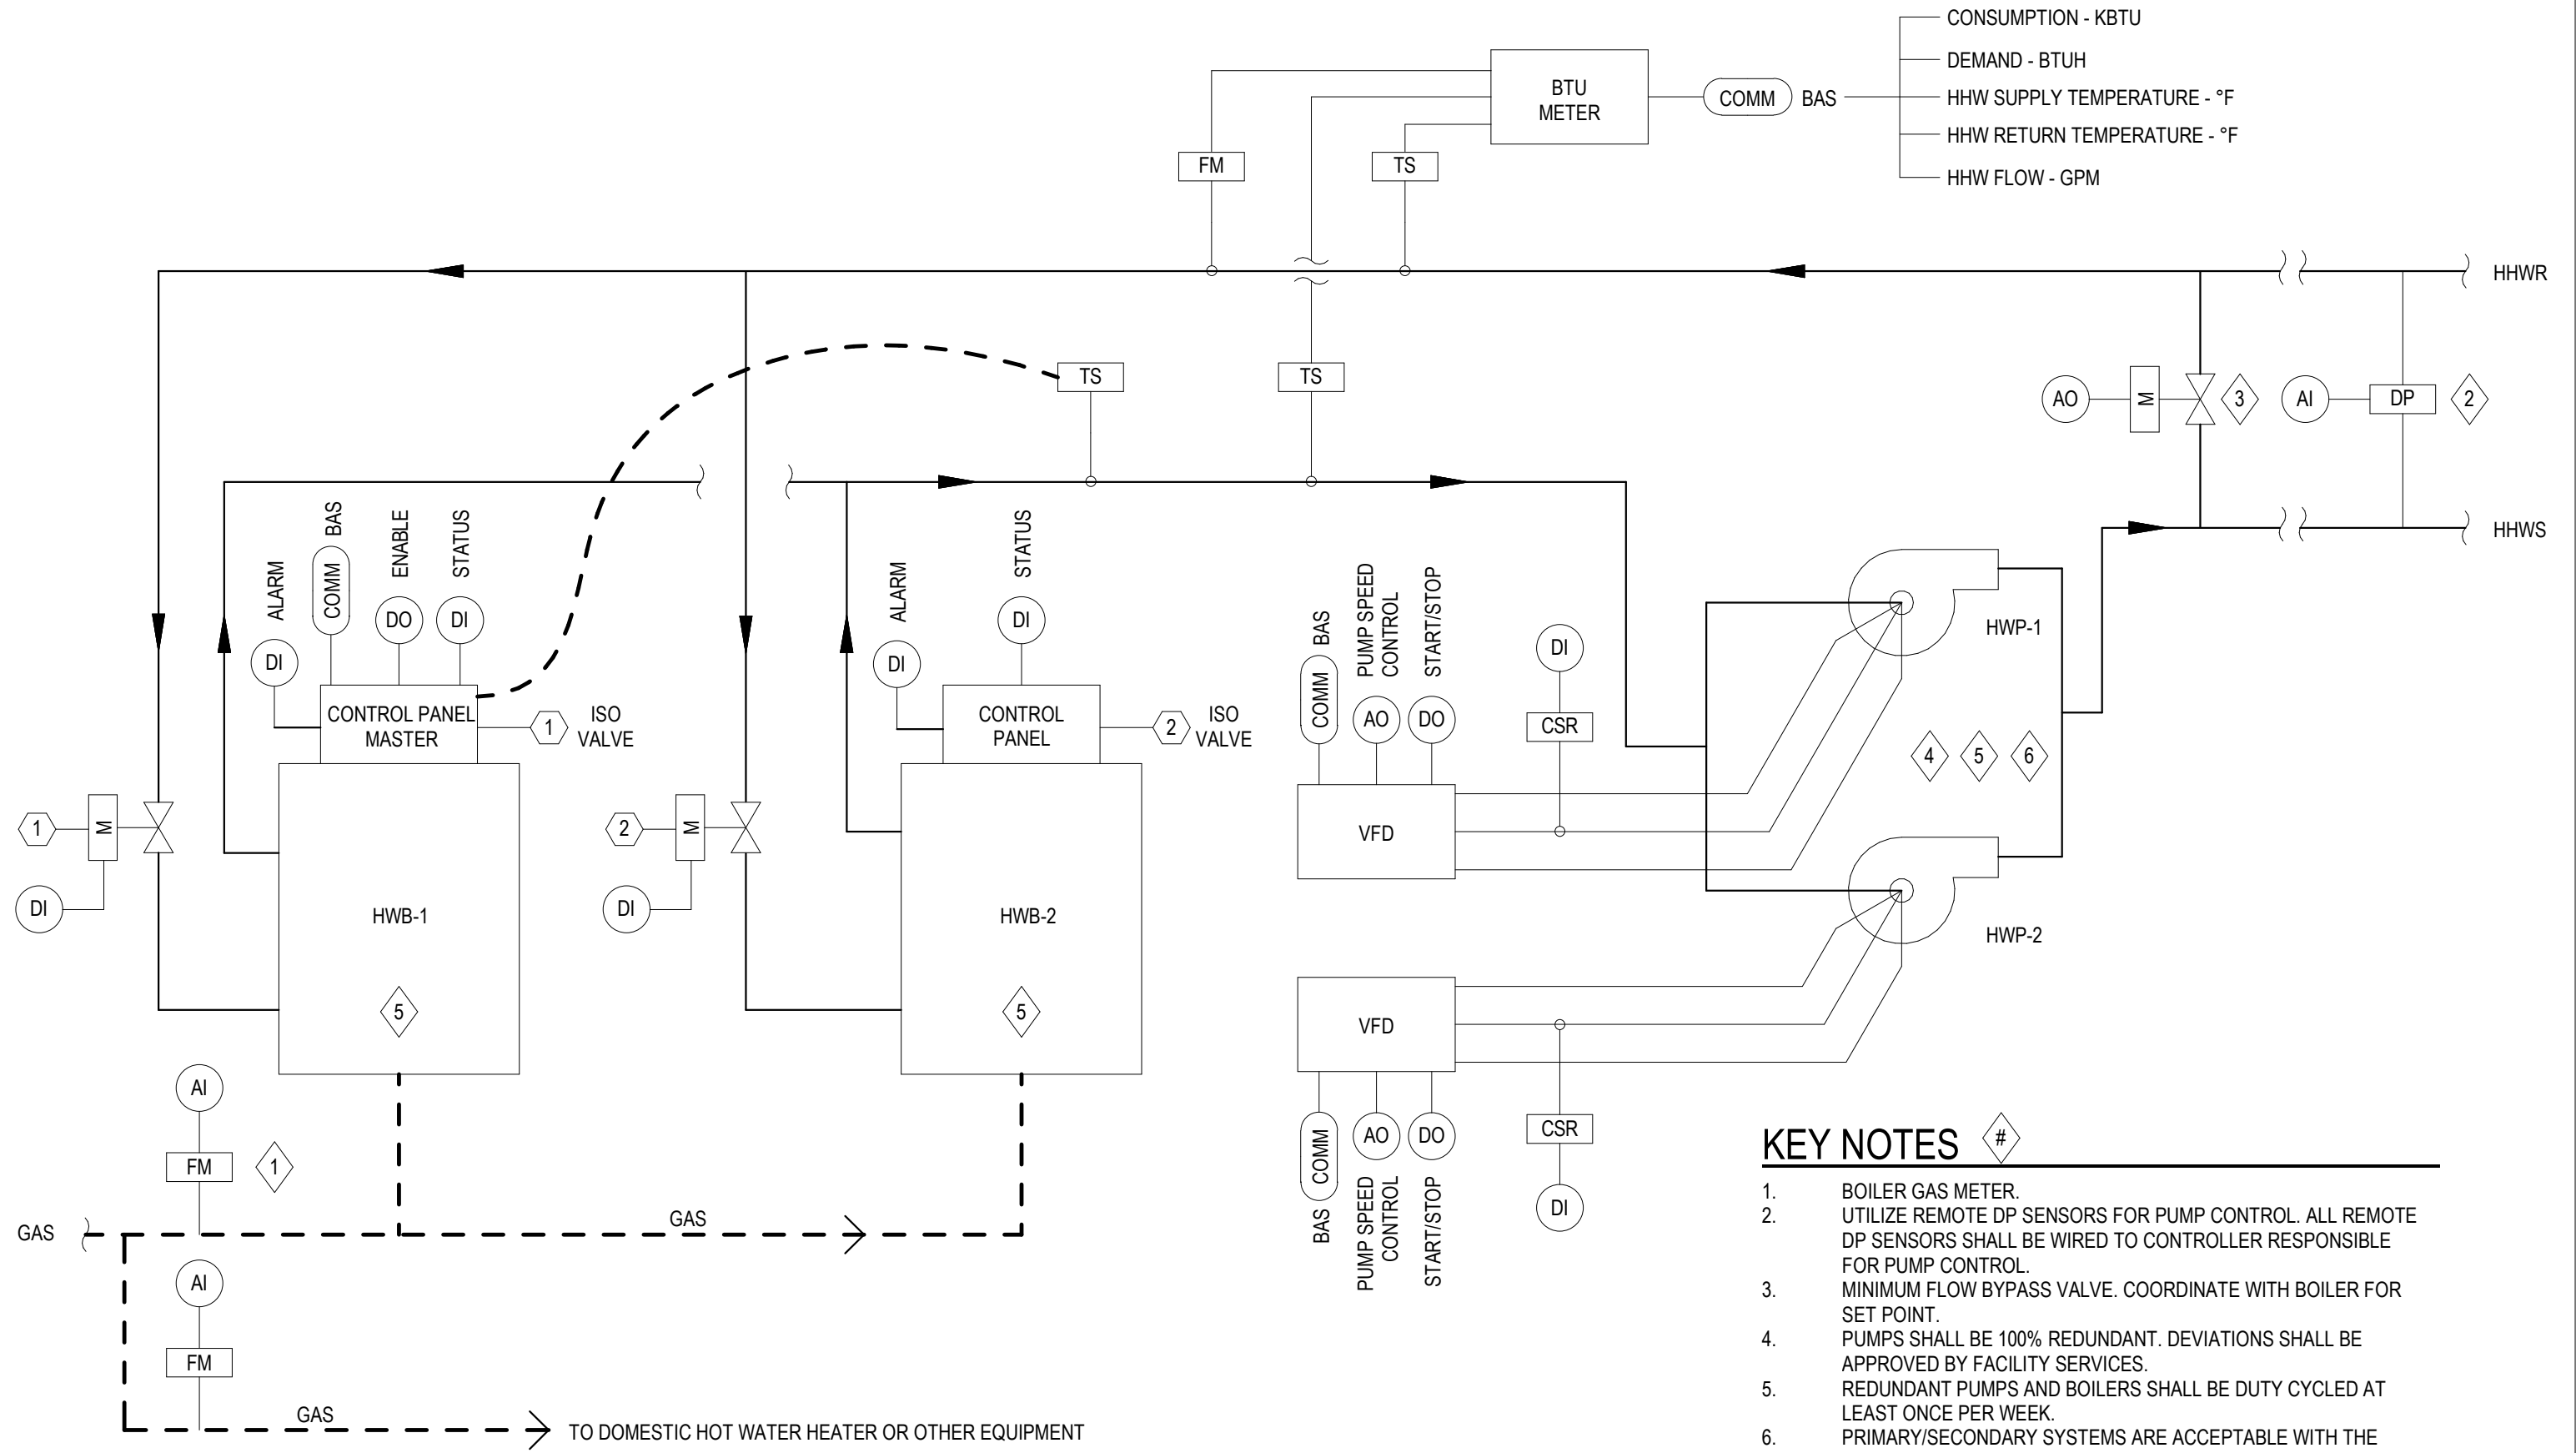 CONSUMPTION - KBTU
DEMAND - BTUH
HHW SUPPLY TEMPERATURE - °F
HHW RETURN TEMPERATURE - °F
HHW FLOW - GPM
BTU
METER
COMM
BAS
FM
TS
HHWR
TS
TS
AO
M
3
AI
DP
2
HHWS
ALARM
COMM
BAS
ENABLE
STATUS
DI
DO
DI
CONTROL PANEL
MASTER
1
ISO
VALVE
ALARM
STATUS
DI
DI
CONTROL
PANEL
2
ISO
VALVE
1
M
DI
HWB-1
5
2
M
DI
HWB-2
5
COMM
BAS
PUMP SPEED
CONTROL
START/STOP
AO
DO
DI
CSR
VFD
HWP-1
4
5
6
HWP-2
VFD
COMM
BAS
AO
DO
PUMP SPEED
CONTROL
START/STOP
CSR
DI
AI
FM
1
GAS
GAS
AI
FM
GAS
TO DOMESTIC HOT WATER HEATER OR OTHER EQUIPMENT
KEY NOTES #
1. BOILER GAS METER.
2. UTILIZE REMOTE DP SENSORS FOR PUMP CONTROL. ALL REMOTE
DP SENSORS SHALL BE WIRED TO CONTROLLER RESPONSIBLE
FOR PUMP CONTROL.
3. MINIMUM FLOW BYPASS VALVE. COORDINATE WITH BOILER FOR
SET POINT.
4. PUMPS SHALL BE 100% REDUNDANT. DEVIATIONS SHALL BE
APPROVED BY FACILITY SERVICES.
5. REDUNDANT PUMPS AND BOILERS SHALL BE DUTY CYCLED AT
LEAST ONCE PER WEEK.
6. PRIMARY/SECONDARY SYSTEMS ARE ACCEPTABLE WITH THE